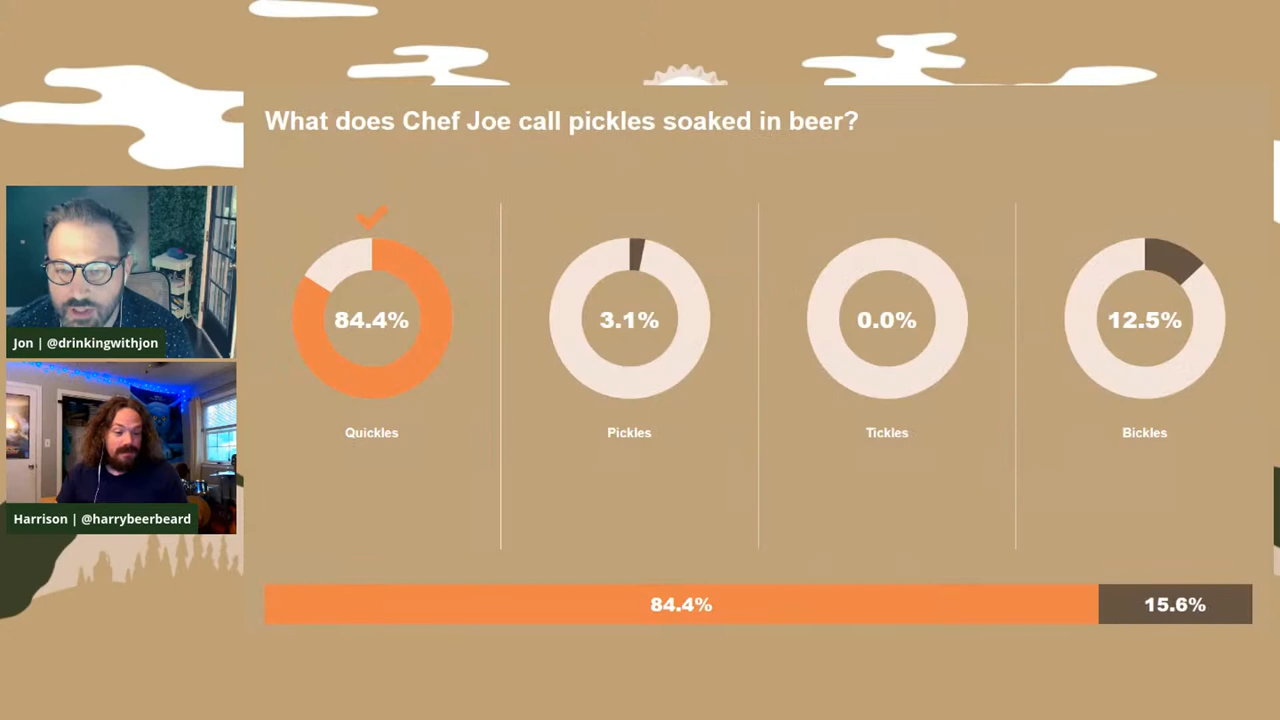 What does Chef Joe call pickles soaked in beer?
Jon | @drinkingwithjon
Harrison | @harrybeerbeard
84.4%
3.1%
0.0%
12.5%
Quickles
Pickles
Tickles
Bickles
84.4%
15.6%